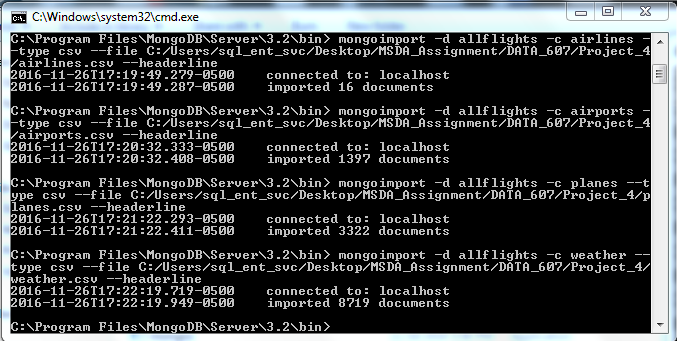 C:\Windows\system32\cmd.exe
C:\Program Files\MongoDB\Server\3.2\bin> mongoimport -d allflights -c airlines -
-type csv --file C:/Users/sql_ent_svc/Desktop/MSDA_Assignment/DATA_607/Project_4
/airlines.csv --headerline
2016-11-26T17:19:49.279-0500    connected to: localhost
2016-11-26T17:19:49.287-0500    imported 16 documents
C:\Program Files\MongoDB\Server\3.2\bin> mongoimport -d allflights -c airports -
-type csv --file C:/Users/sql_ent_svc/Desktop/MSDA_Assignment/DATA_607/Project_4
/airports.csv --headerline
2016-11-26T17:20:32.333-0500    connected to: localhost
2016-11-26T17:20:32.408-0500    imported 1397 documents
C:\Program Files\MongoDB\Server\3.2\bin> mongoimport -d allflights -c planes --t
ype csv --file C:/Users/sql_ent_svc/Desktop/MSDA_Assignment/DATA_607/Project_4/p
lanes.csv --headerline
2016-11-26T17:21:22.293-0500    connected to: localhost
2016-11-26T17:21:22.411-0500    imported 3322 documents
C:\Program Files\MongoDB\Server\3.2\bin> mongoimport -d allflights -c weather --
type csv --file C:/Users/sql_ent_svc/Desktop/MSDA_Assignment/DATA_607/Project_4/
weather.csv --headerline
2016-11-26T17:22:19.719-0500    connected to: localhost
2016-11-26T17:22:19.949-0500    imported 8719 documents
C:\Program Files\MongoDB\Server\3.2\bin>